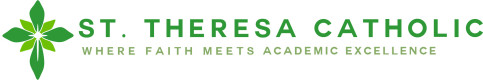 ST. THERESA CATHOLIC
WHERE FAITH MEETS ACADEMIC EXCELLENCE